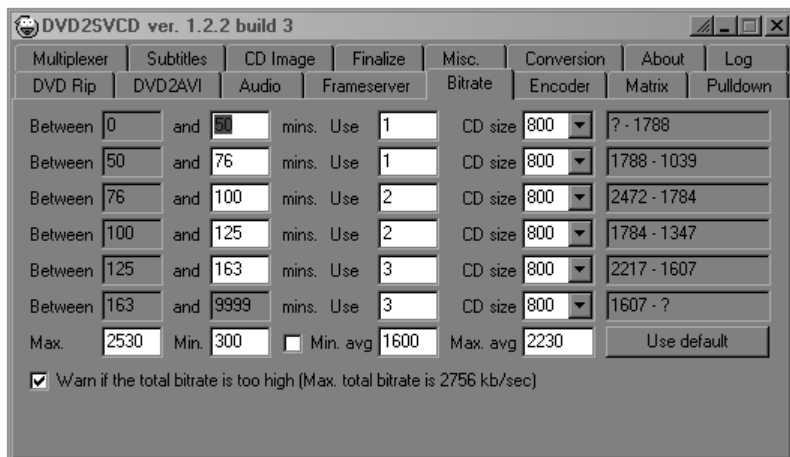 DVD2SVCD ver. 1.2.2 build 3
Multiplexer Subtitles CD Image Finalize Misc. Conversion About Log
DVD Rip DVD2AVI Audio Frameserver Bitrate Encoder Matrix Pulldown
Between 0 and 50 mins. Use 1 CD size 800 ? - 1788
Between 50 and 76 mins. Use 1 CD size 800 1788 - 1039
Between 76 and 100 mins. Use 2 CD size 800 2472 - 1784
Between 100 and 125 mins. Use 2 CD size 800 1784 - 1347
Between 125 and 163 mins. Use 3 CD size 800 2217 - 1607
Between 163 and 9999 mins. Use 3 CD size 800 1607 - ?
Max. 2530 Min. 300 Min. avg 1600 Max. avg 2230 Use default
Warn if the total bitrate is too high (Max. total bitrate is 2756 kb/sec)